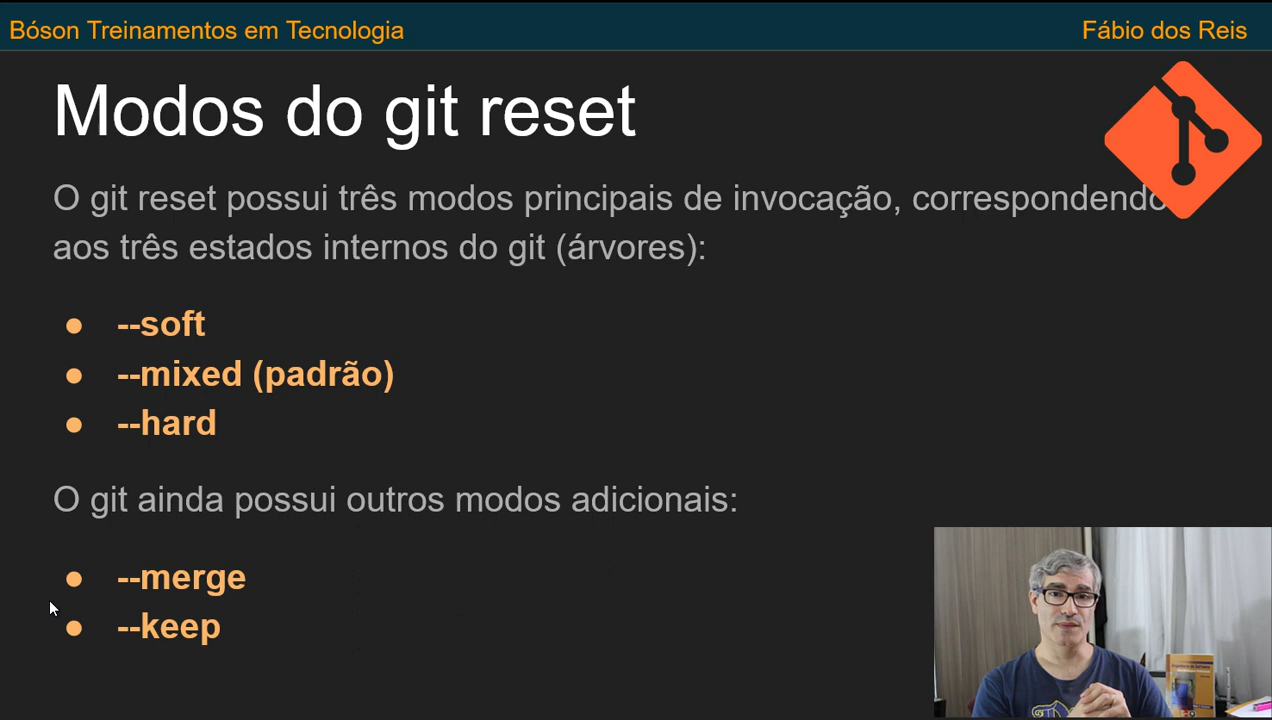 Bóson Treinamentos em Tecnologia
Fábio dos Reis
Modos do git reset
O git reset possui três modos principais de invocação, correspondendo
aos três estados internos do git (árvores):
● --soft
● --mixed (padrão)
● --hard
O git ainda possui outros modos adicionais:
● --merge
● --keep